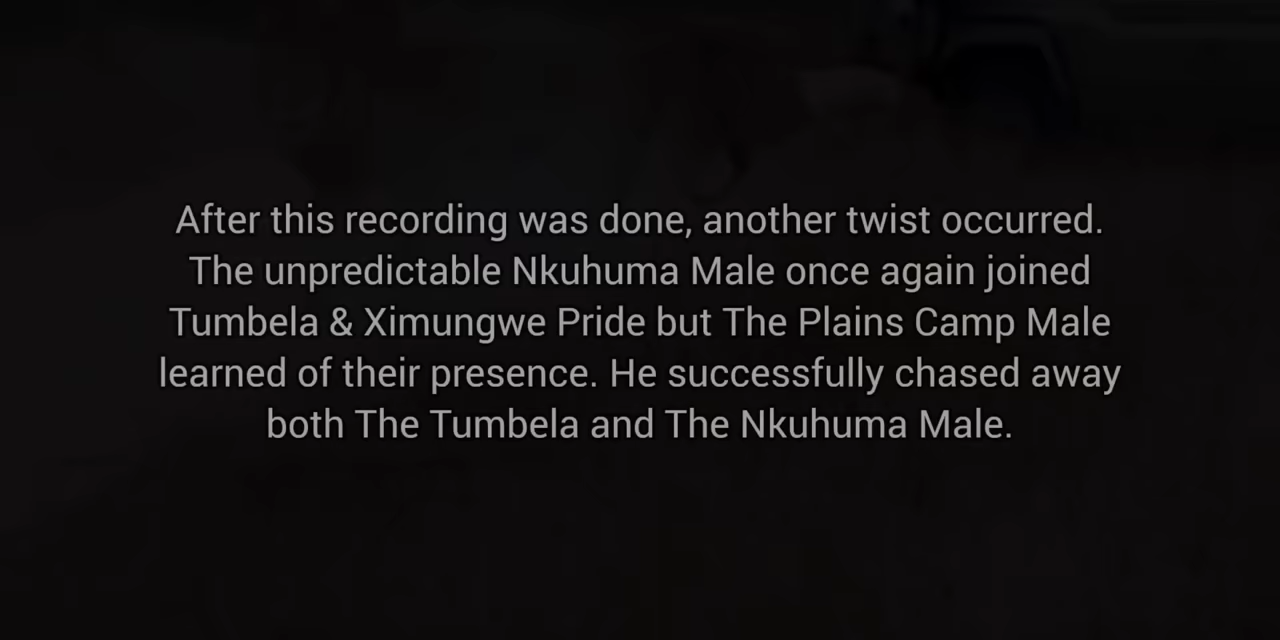 After this recording was done, another twist occurred.
The unpredictable Nkuhuma Male once again joined
Tumbela & Ximungwe Pride but The Plains Camp Male
learned of their presence. He successfully chased away
both The Tumbela and The Nkuhuma Male.